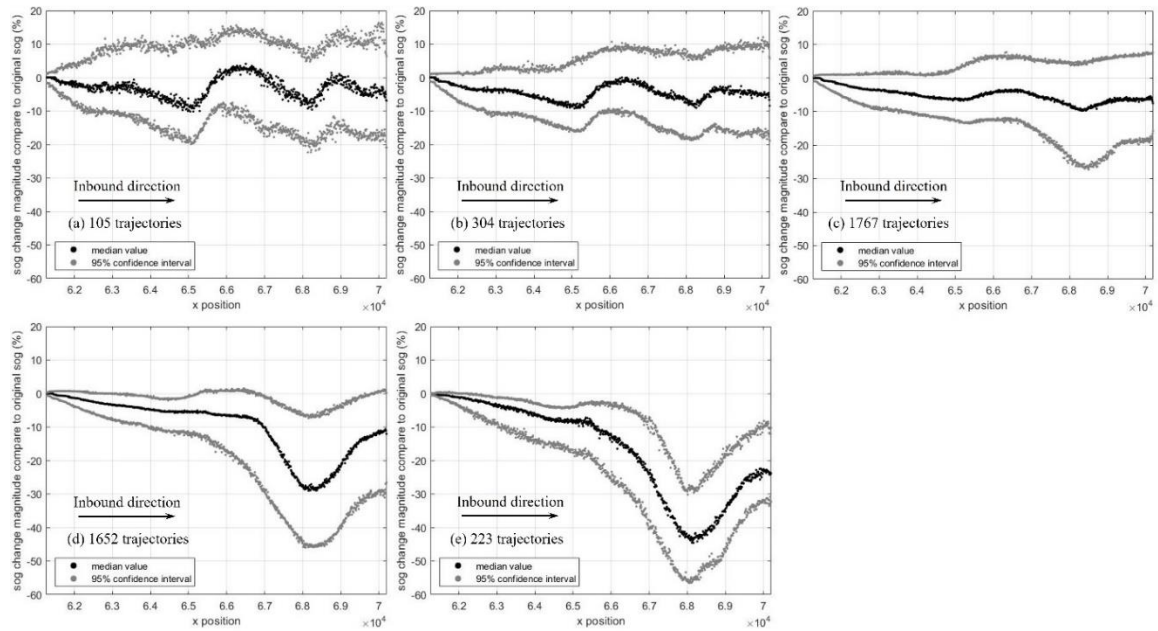 20
10
0
-10
-20
-30
-40
-50
-60
sog change magnitude compare to original sog (%)
Inbound direction
(a) 105 trajectories
median value
95% confidence interval
6.2 6.3 6.4 6.5 6.6 6.7 6.8 6.9 7
×10⁴
x position
20
10
0
-10
-20
-30
-40
-50
-60
sog change magnitude compare to original sog (%)
Inbound direction
(b) 304 trajectories
median value
95% confidence interval
6.2 6.3 6.4 6.5 6.6 6.7 6.8 6.9 7
×10⁴
x position
20
10
0
-10
-20
-30
-40
-50
-60
sog change magnitude compare to original sog (%)
Inbound direction
(c) 1767 trajectories
median value
95% confidence interval
6.2 6.3 6.4 6.5 6.6 6.7 6.8 6.9 7
×10⁴
x position
20
10
0
-10
-20
-30
-40
-50
-60
sog change magnitude compare to original sog (%)
Inbound direction
(d) 1652 trajectories
median value
95% confidence interval
6.2 6.3 6.4 6.5 6.6 6.7 6.8 6.9 7
×10⁴
x position
20
10
0
-10
-20
-30
-40
-50
-60
sog change magnitude compare to original sog (%)
Inbound direction
(e) 223 trajectories
median value
95% confidence interval
6.2 6.3 6.4 6.5 6.6 6.7 6.8 6.9 7
×10⁴
x position